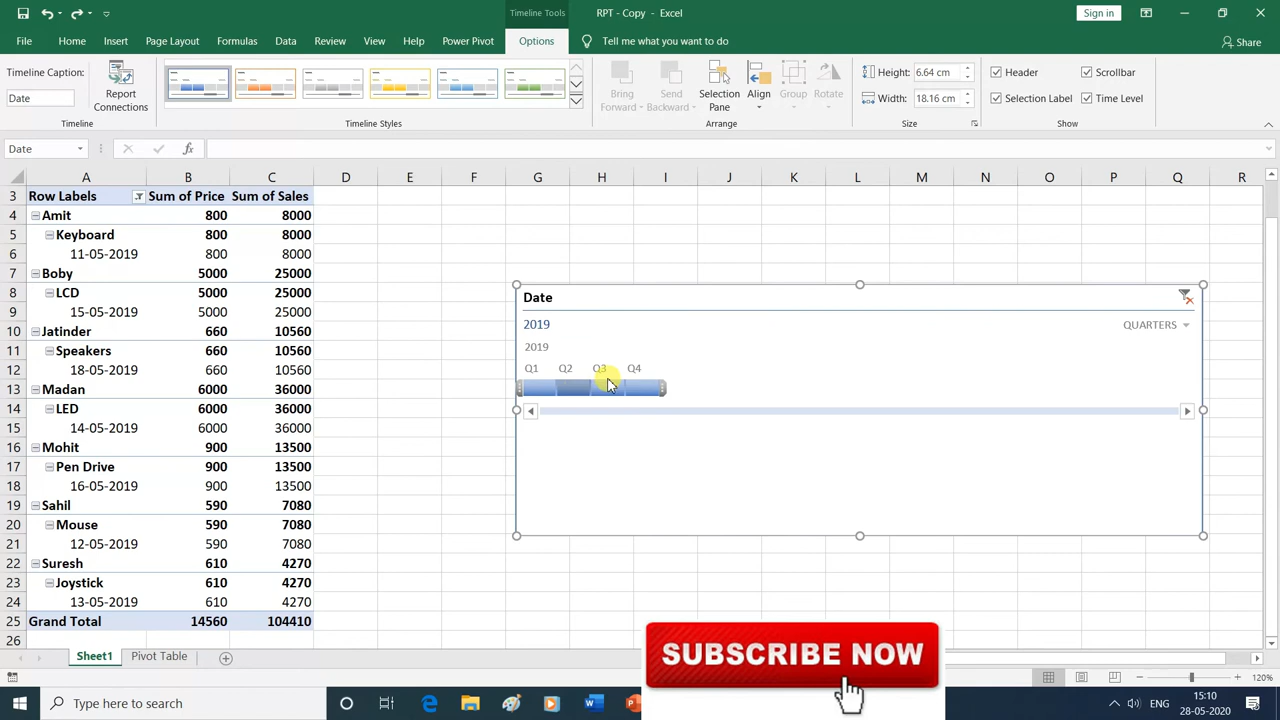 Timeline Tools
RPT - Copy - Excel
Sign in
File Home Insert Page Layout Formulas Data Review View Help Power Pivot Options Tell me what you want to do Share
Timeline Caption:
Date
Report Connections
Timeline
Timeline Styles
Bring Forward
Send Backward
Selection Pane
Align
Group
Rotate
Arrange
Height: 6.64 cm
Width: 18.16 cm
Size
Header
Scrollbar
Selection Label
Time Level
Show
Date
fx
A B C D E F G H I J K L M N O P Q R
3 Row Labels Sum of Price Sum of Sales
4 Amit 800 8000
5 Keyboard 800 8000
6 11-05-2019 800 8000
7 Boby 5000 25000
8 LCD 5000 25000
9 15-05-2019 5000 25000
10 Jatinder 660 10560
11 Speakers 660 10560
12 18-05-2019 660 10560
13 Madan 6000 36000
14 LED 6000 36000
15 14-05-2019 6000 36000
16 Mohit 900 13500
17 Pen Drive 900 13500
18 16-05-2019 900 13500
19 Sahil 590 7080
20 Mouse 590 7080
21 12-05-2019 590 7080
22 Suresh 610 4270
23 Joystick 610 4270
24 13-05-2019 610 4270
25 Grand Total 14560 104410
26
Date
2019
QUARTERS
2019
Q1 Q2 Q3 Q4
SUBSCRIBE NOW
Sheet1 Pivot Table
120%
Type here to search
ENG
15:10
28-05-2020